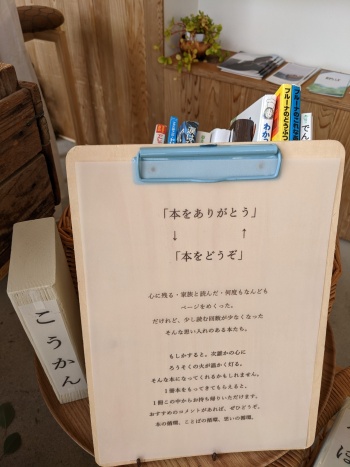 「本をありがとう」
↓ ↑
「本をどうぞ」
心に残る・家族と読んだ・何度もなんども
ページをめくった。
だけれど、少し読む回数が少なくなった
そんな思い入れのある本たち。
もしかすると、次誰かの心に
ろうそくの火が温かく灯る。
そんな本になってくれるかもしれません。
1冊本をもってきてもらえると、
1冊この中からお持ち帰りいただけます。
おすすめのコメントがあれば、ぜひどうぞ。
本の循環、ことばの循環、思いの循環。
こうかん
ブルーナのどうぶつ